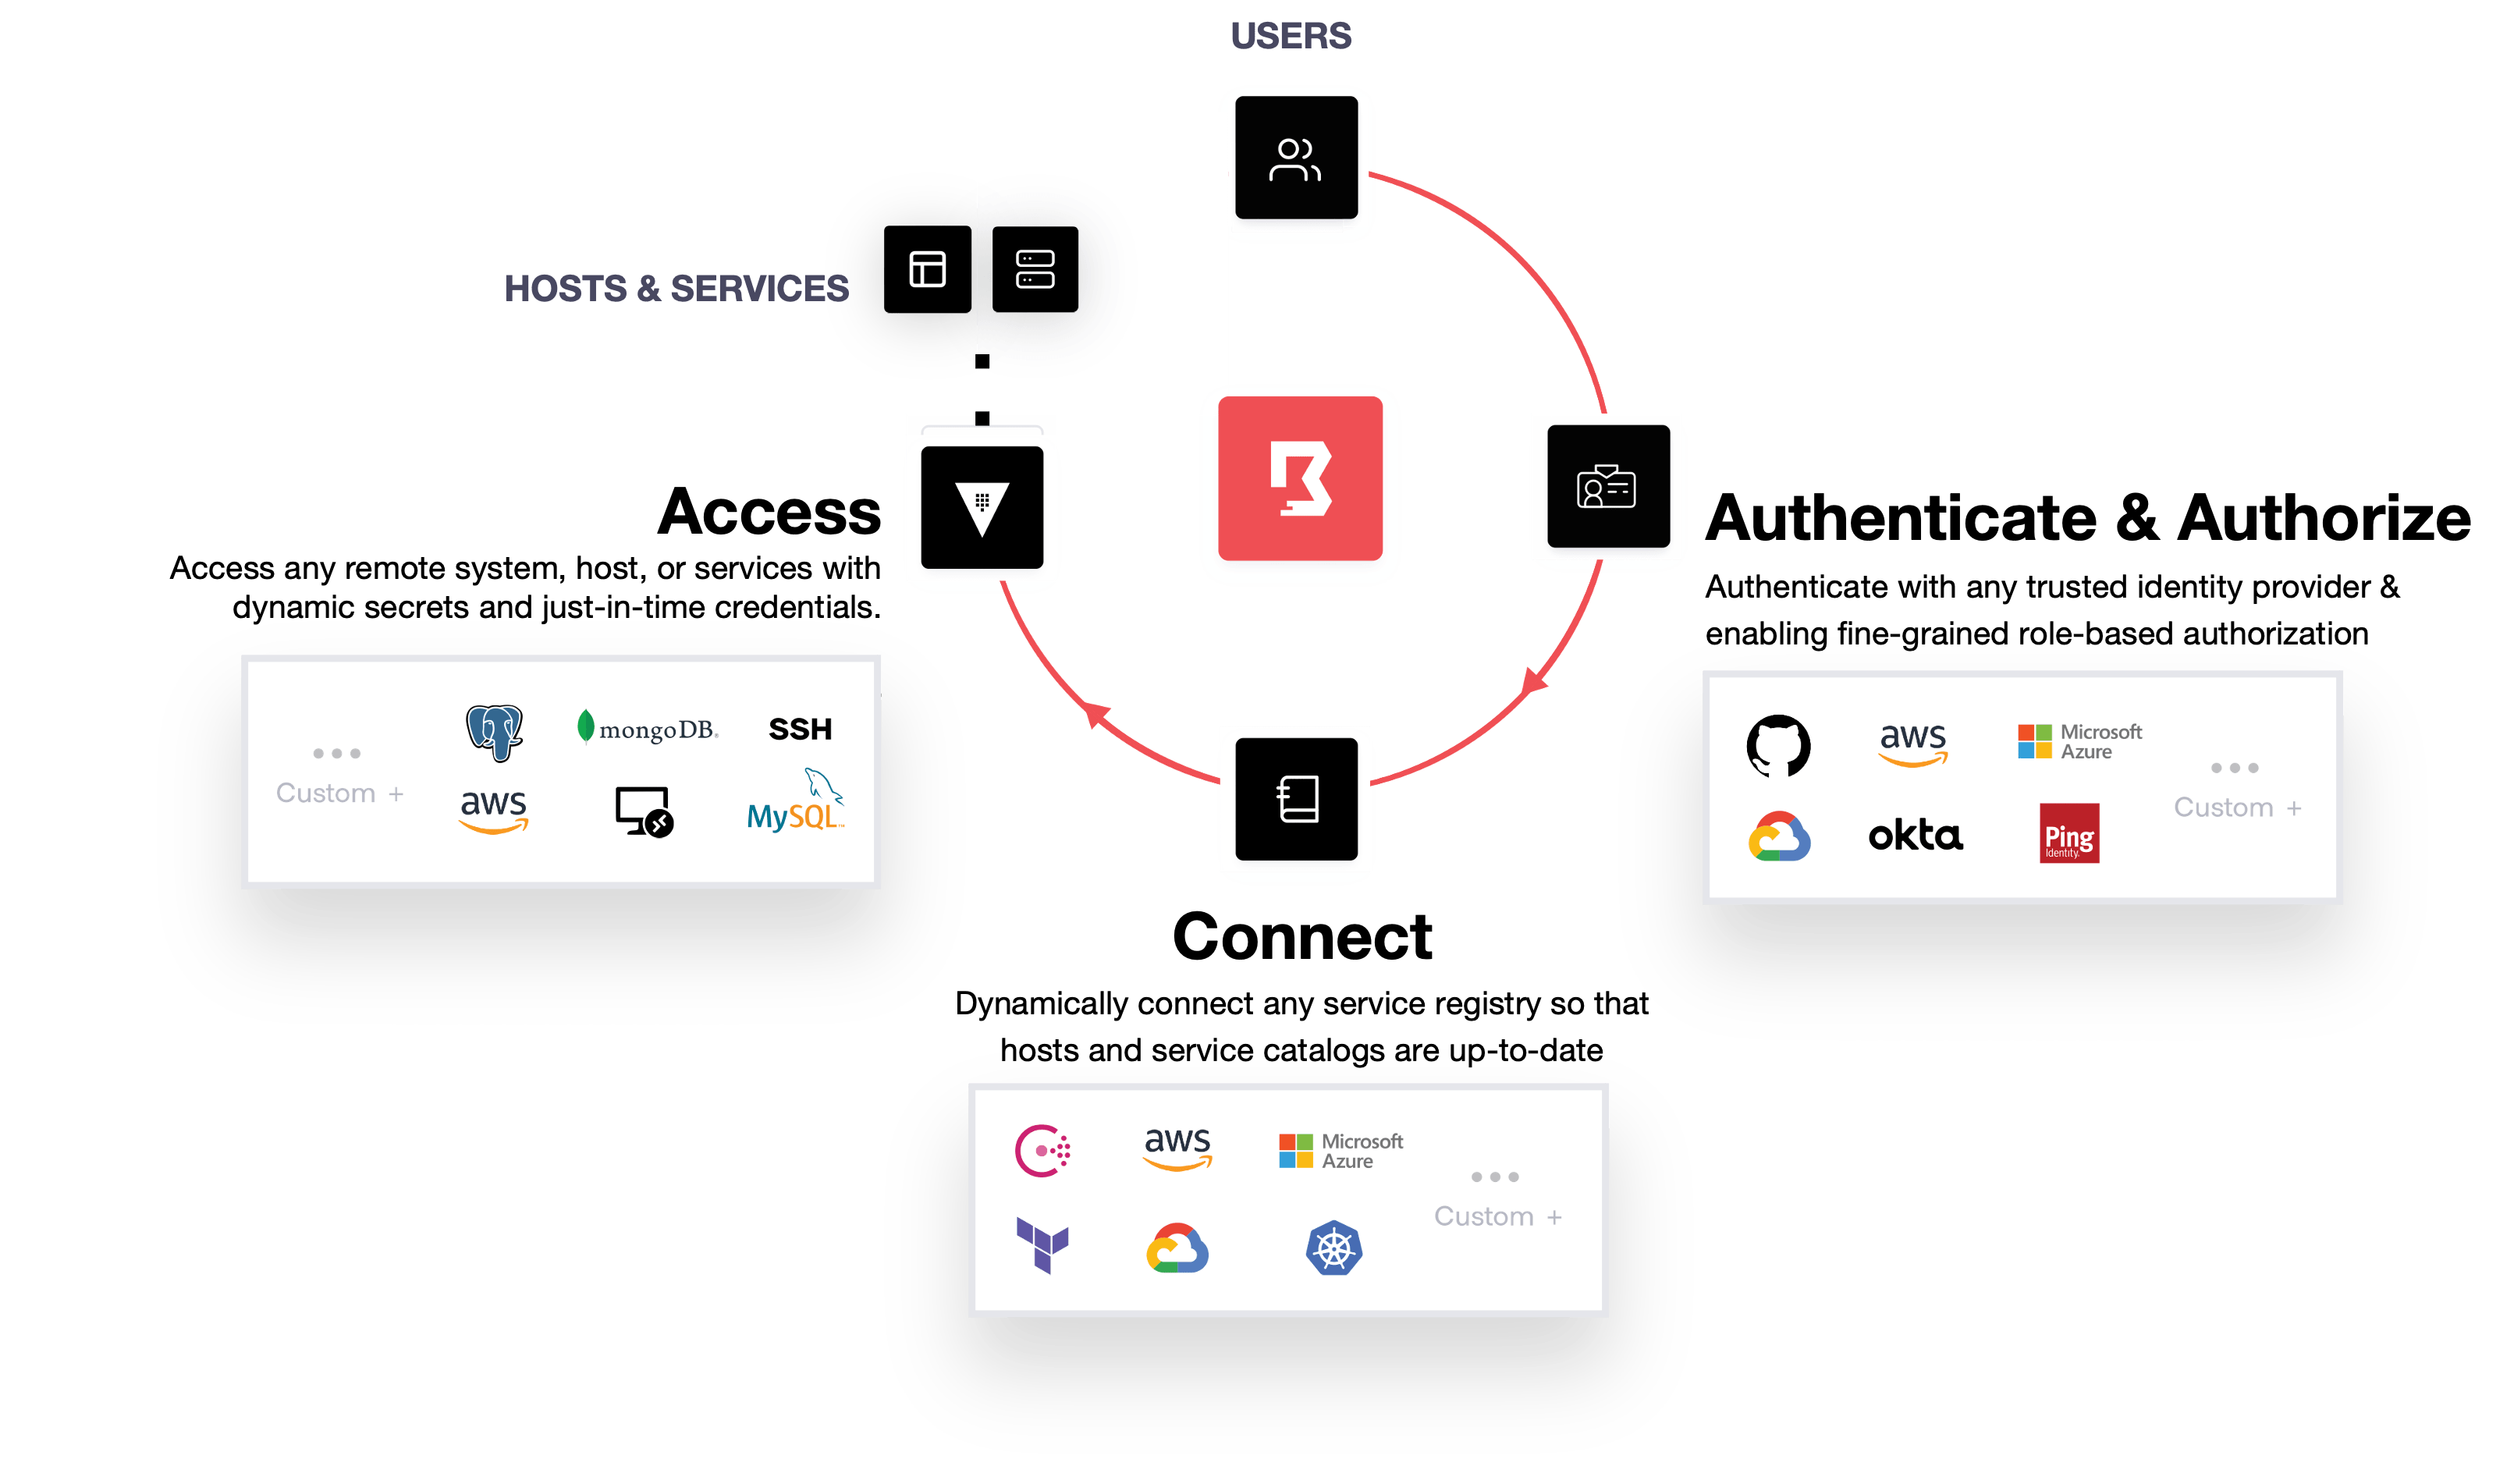 USERS
HOSTS & SERVICES
Access
Access any remote system, host, or services with
dynamic secrets and just-in-time credentials.
mongoDB®
SSH
Custom +
aws
MySQL™
Authenticate & Authorize
Authenticate with any trusted identity provider &
enabling fine-grained role-based authorization
aws
Microsoft
Azure
Custom +
okta
Ping
Identity®
Connect
Dynamically connect any service registry so that
hosts and service catalogs are up-to-date
aws
Microsoft
Azure
Custom +